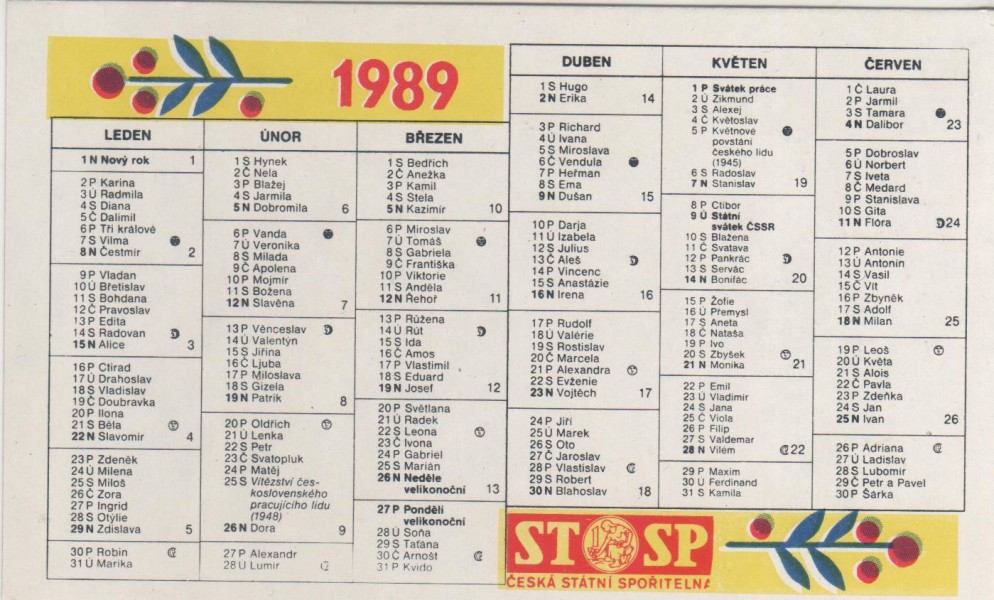 1989
LEDEN
1 N Nový rok 1
2 P Karina
3 Ú Radmila
4 S Diana
5 Č Dalimil
6 P Tři králové
7 S Vilma
8 N Čestmír 2
9 P Vladan
10 Ú Břetislav
11 S Bohdana
12 Č Pravoslav
13 P Edita
14 S Radovan
15 N Alice 3
16 P Ctirad
17 Ú Drahoslav
18 S Vladislav
19 Č Doubravka
20 P Ilona
21 S Běla
22 N Slavomír 4
23 P Zdeněk
24 Ú Milena
25 S Miloš
26 Č Zora
27 P Ingrid
28 S Otýlie
29 N Zdislava 5
30 P Robin
31 Ú Marika
ÚNOR
1 S Hynek
2 Č Nela
3 P Blažej
4 S Jarmila
5 N Dobromila 6
6 P Vanda
7 Ú Veronika
8 S Milada
9 Č Apolena
10 P Mojmír
11 S Božena
12 N Slavěna 7
13 P Věnceslav
14 Ú Valentýn
15 S Jiřina
16 Č Ljuba
17 P Miloslava
18 S Gizela
19 N Patrik 8
20 P Oldřich
21 Ú Lenka
22 S Petr
23 Č Svatopluk
24 P Matěj
25 S Vítězství čes-
koslovenského
pracujícího lidu
(1948)
26 N Dora 9
27 P Alexandr
28 Ú Lumír
BŘEZEN
1 S Bedřich
2 Č Anežka
3 P Kamil
4 S Stela
5 N Kazimír 10
6 P Miroslav
7 Ú Tomáš
8 S Gabriela
9 Č Františka
10 P Viktorie
11 S Anděla
12 N Řehoř 11
13 P Růžena
14 Ú Rút
15 S Ida
16 Č Amos
17 P Vlastimil
18 S Eduard
19 N Josef 12
20 P Světlana
21 Ú Radek
22 S Leona
23 Č Ivona
24 P Gabriel
25 S Marián
26 N Neděle
velikonoční 13
27 P Pondělí
velikonoční
28 Ú Soňa
29 S Taťana
30 Č Arnošt
31 P Kvido
DUBEN
1 S Hugo
2 N Erika 14
3 P Richard
4 Ú Ivana
5 S Miroslava
6 Č Vendula
7 P Heřman
8 S Ema
9 N Dušan 15
10 P Darja
11 Ú Izabela
12 S Julius
13 Č Aleš
14 P Vincenc
15 S Anastázie
16 N Irena 16
17 P Rudolf
18 Ú Valérie
19 S Rostislav
20 Č Marcela
21 P Alexandra
22 S Evženie
23 N Vojtěch 17
24 P Jiří
25 Ú Marek
26 S Oto
27 Č Jaroslav
28 P Vlastislav
29 S Robert
30 N Blahoslav 18
KVĚTEN
1 P Svátek práce
2 Ú Zikmund
3 S Alexej
4 Č Květoslav
5 P Květnové
povstání
českého lidu
(1945)
6 S Radoslav
7 N Stanislav 19
8 P Ctibor
9 Ú Státní
svátek ČSSR
10 S Blažena
11 Č Svatava
12 P Pankrác
13 S Servác
14 N Bonifác 20
15 P Žofie
16 Ú Přemysl
17 S Aneta
18 Č Nataša
19 P Ivo
20 S Zbyšek
21 N Monika 21
22 P Emil
23 Ú Vladimír
24 S Jana
25 Č Viola
26 P Filip
27 S Valdemar
28 N Vilém 22
29 P Maxim
30 Ú Ferdinand
31 S Kamila
ČERVEN
1 Č Laura
2 P Jarmil
3 S Tamara
4 N Dalibor 23
5 P Dobroslav
6 Ú Norbert
7 S Iveta
8 Č Medard
9 P Stanislava
10 S Gita
11 N Flóra 24
12 P Antonie
13 Ú Antonín
14 S Vasil
15 Č Vít
16 P Zbyněk
17 S Adolf
18 N Milan 25
19 P Leoš
20 Ú Květa
21 S Alois
22 Č Pavla
23 P Zdeňka
24 S Jan
25 N Ivan 26
26 P Adriana
27 Ú Ladislav
28 S Lubomír
29 Č Petr a Pavel
30 P Šárka
ST SP
ČESKÁ STÁTNÍ SPOŘITELNA